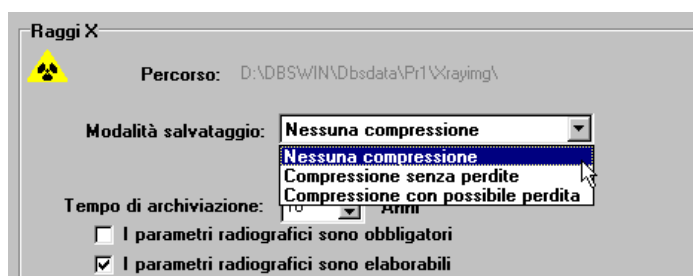 Raggi X
Percorso: D:\DBSWIN\Dbsdata\Pr1\Xrayimg\
Modalità salvataggio: Nessuna compressione
Nessuna compressione
Compressione senza perdite
Compressione con possibile perdita
Tempo di archiviazione: 10 Anni
I parametri radiografici sono obbligatori
I parametri radiografici sono elaborabili